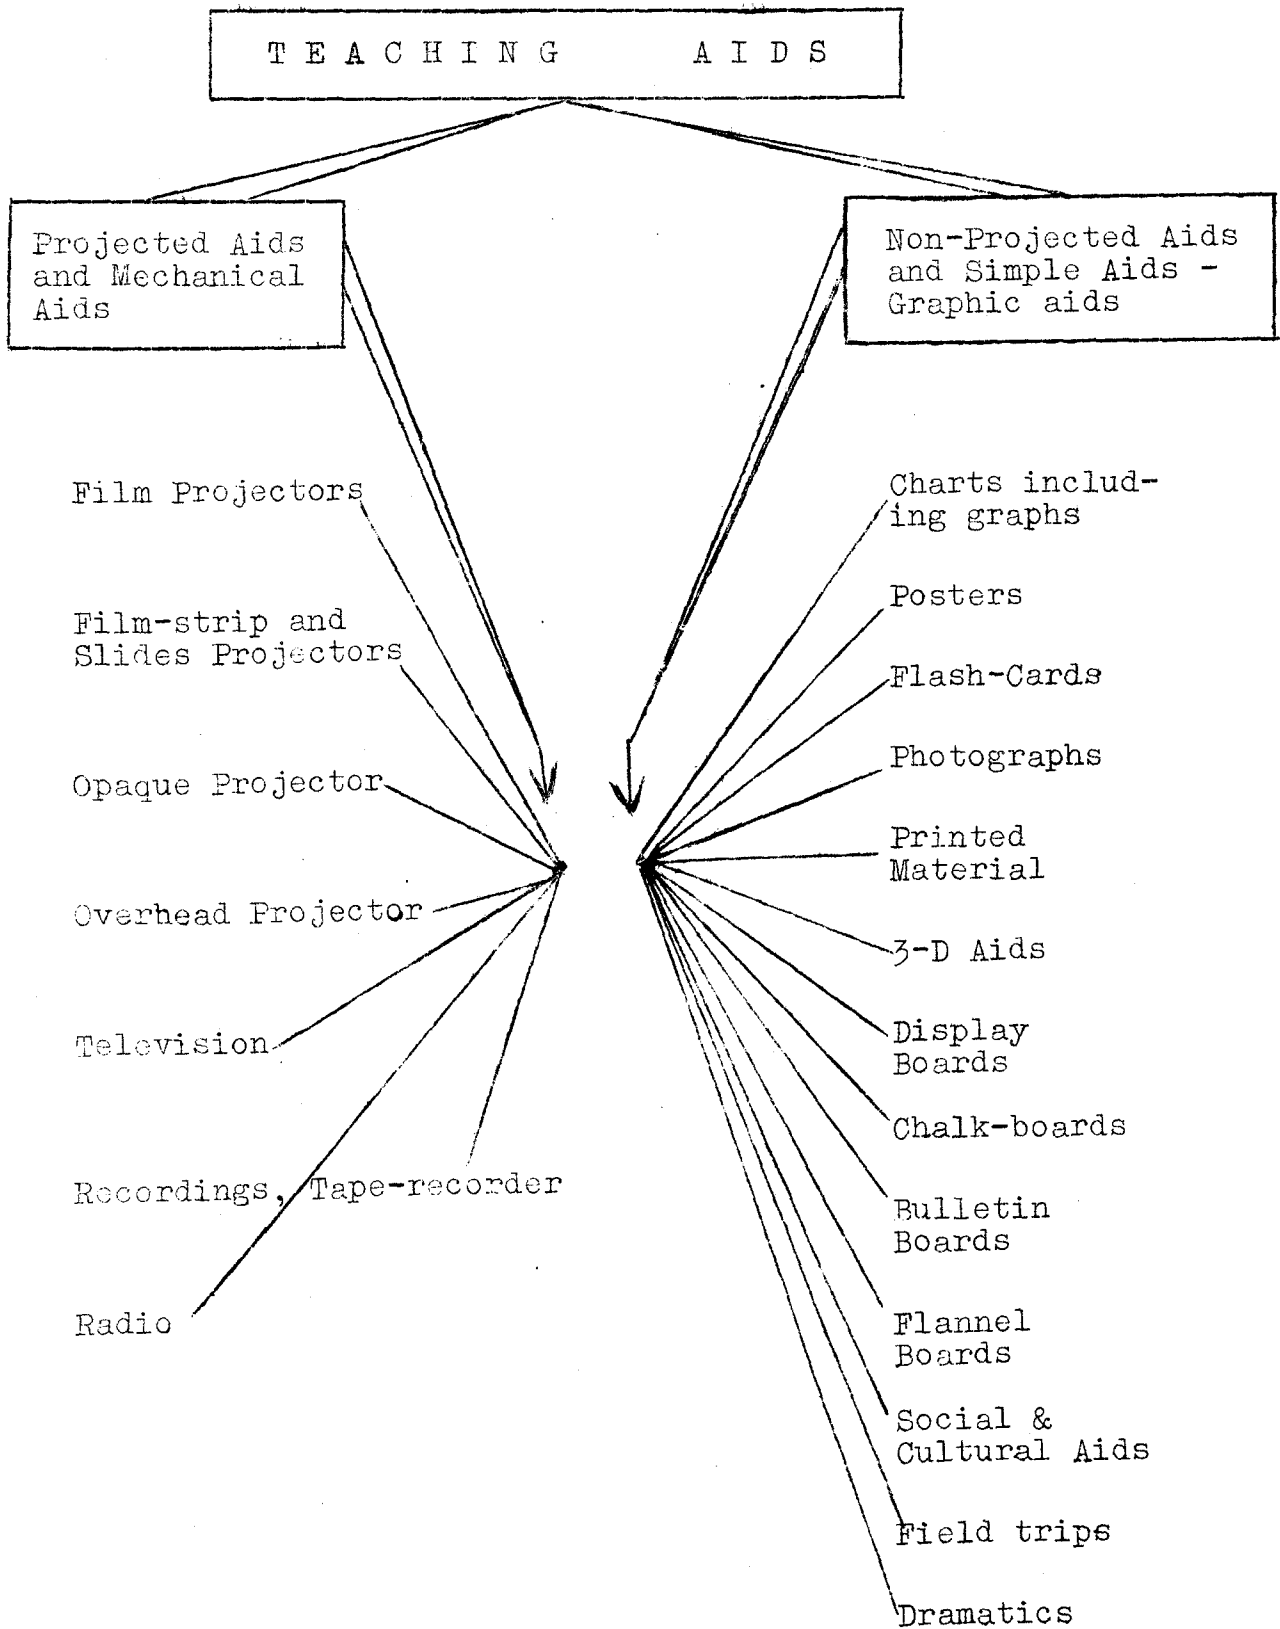 TEACHING AIDS
Projected Aids
and Mechanical
Aids
Non-Projected Aids
and Simple Aids -
Graphic aids
Film Projectors
Film-strip and
Slides Projectors
Opaque Projector
Overhead Projector
Television
Recordings, Tape-recorder
Radio
Charts includ-
ing graphs
Posters
Flash-Cards
Photographs
Printed
Material
3-D Aids
Display
Boards
Chalk-boards
Bulletin
Boards
Flannel
Boards
Social &
Cultural Aids
Field trips
Dramatics